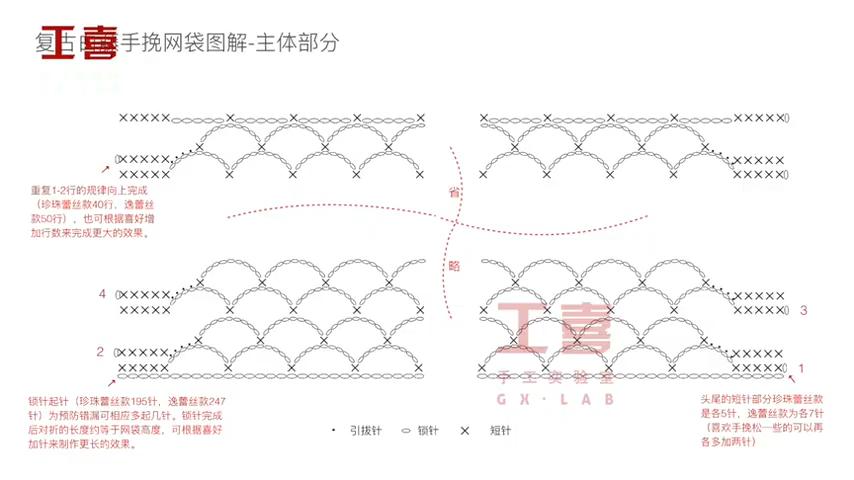 复古 手挽网袋图解-主体部分
工喜
重复1-2行的规律向上完成
（珍珠蕾丝款40行，逸蕾丝
款50行），也可根据喜好增
加行数来完成更大的效果。
省
略
4
3
2
1
工喜
手工实验室
GX·LAB
锁针起针（珍珠蕾丝款195针，逸蕾丝款247
针）为预防错漏可相应多起几针。锁针完成
后对折的长度约等于网袋高度，可根据喜好
加针来制作更长的效果。
头尾的短针部分珍珠蕾丝款
是各5针，逸蕾丝款为各7针
（喜欢手挽松一些的可以再
各多加两针）
引拔针 锁针 短针